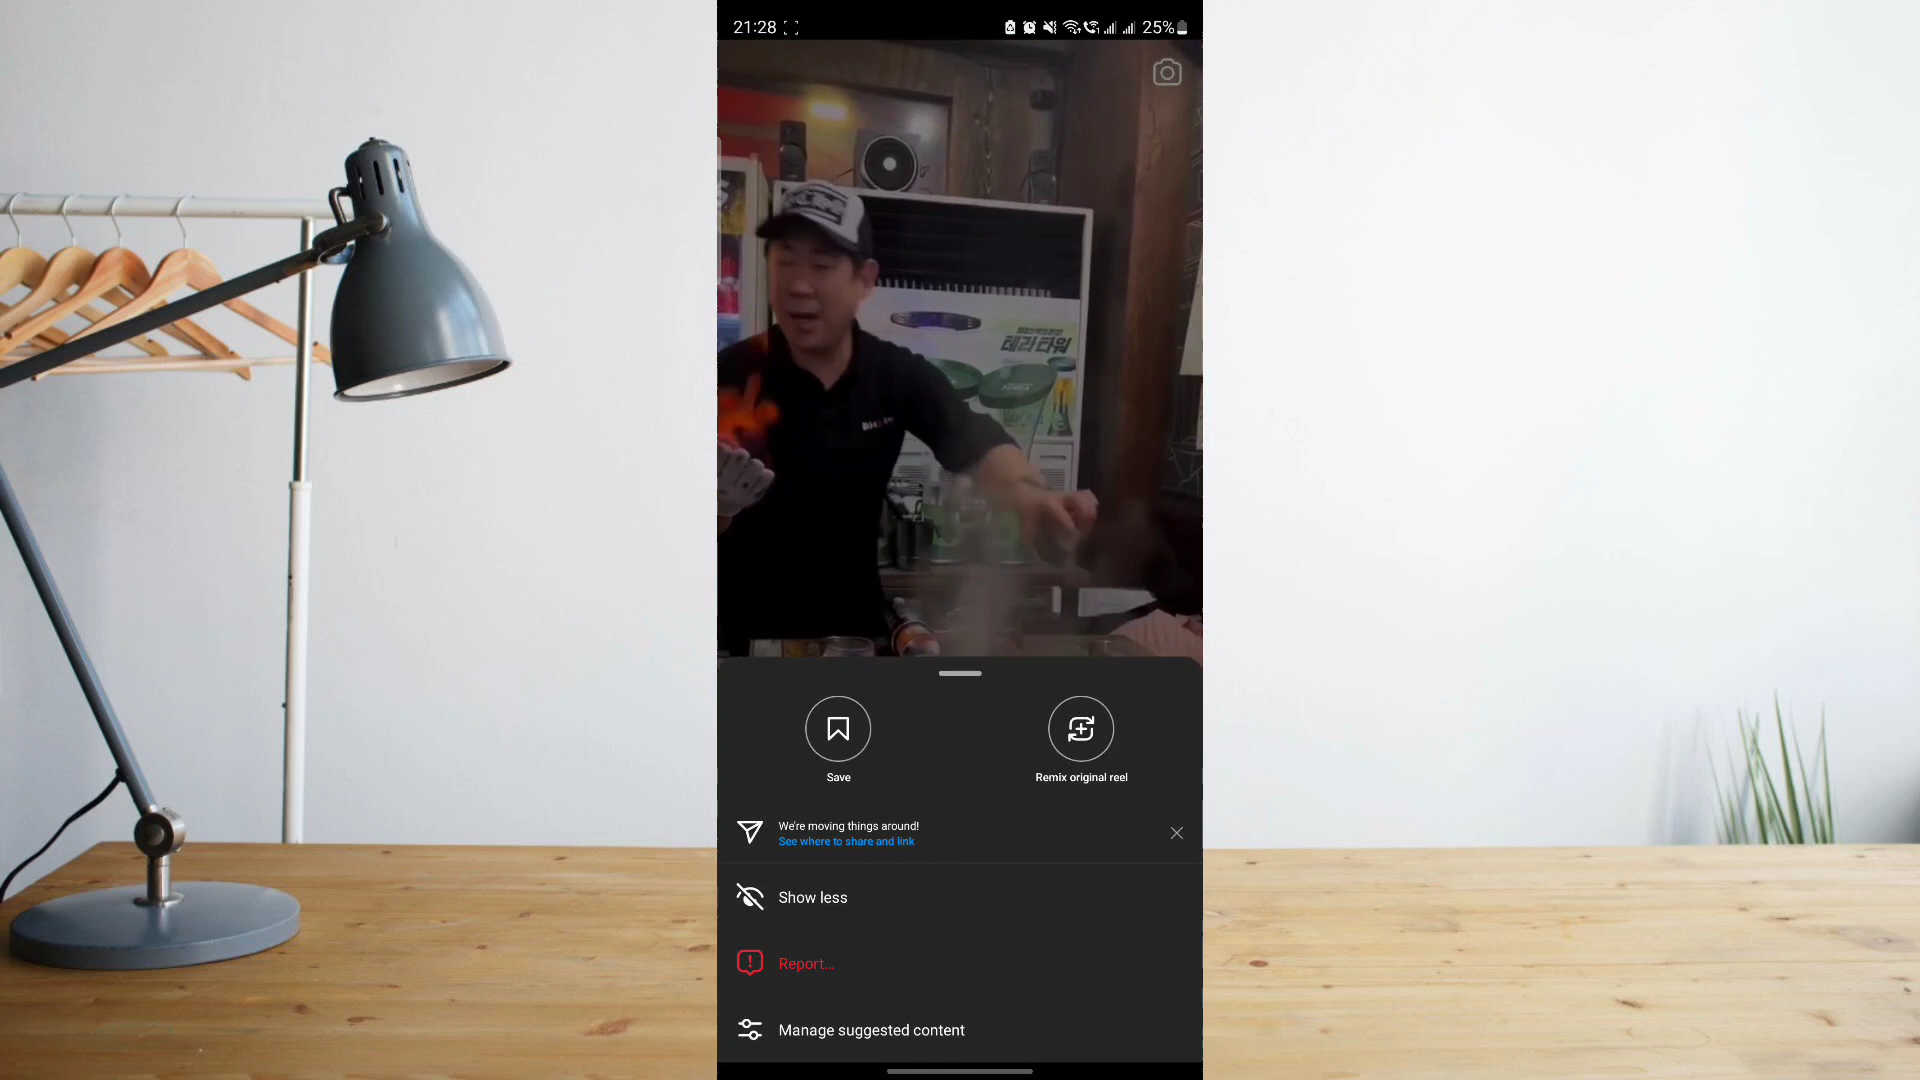 21:28
25%
테라 타워
Save
Remix original reel
We're moving things around!
See where to share and link
Show less
Report...
Manage suggested content